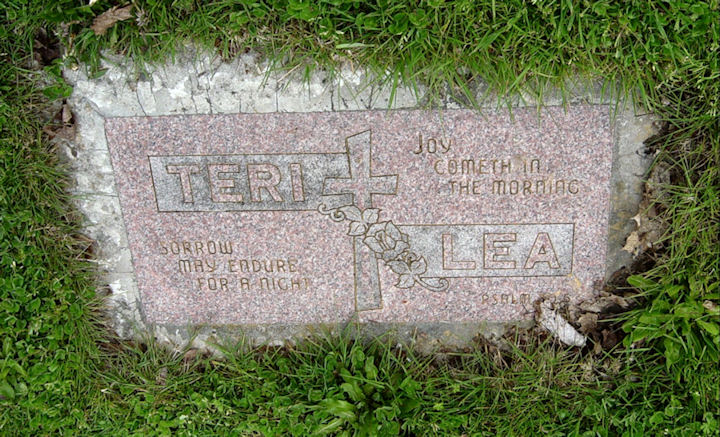 TERI
JOY
COMETH IN
THE MORNING
SORROW
MAY ENDURE
FOR A NIGHT
LEA
PSALM